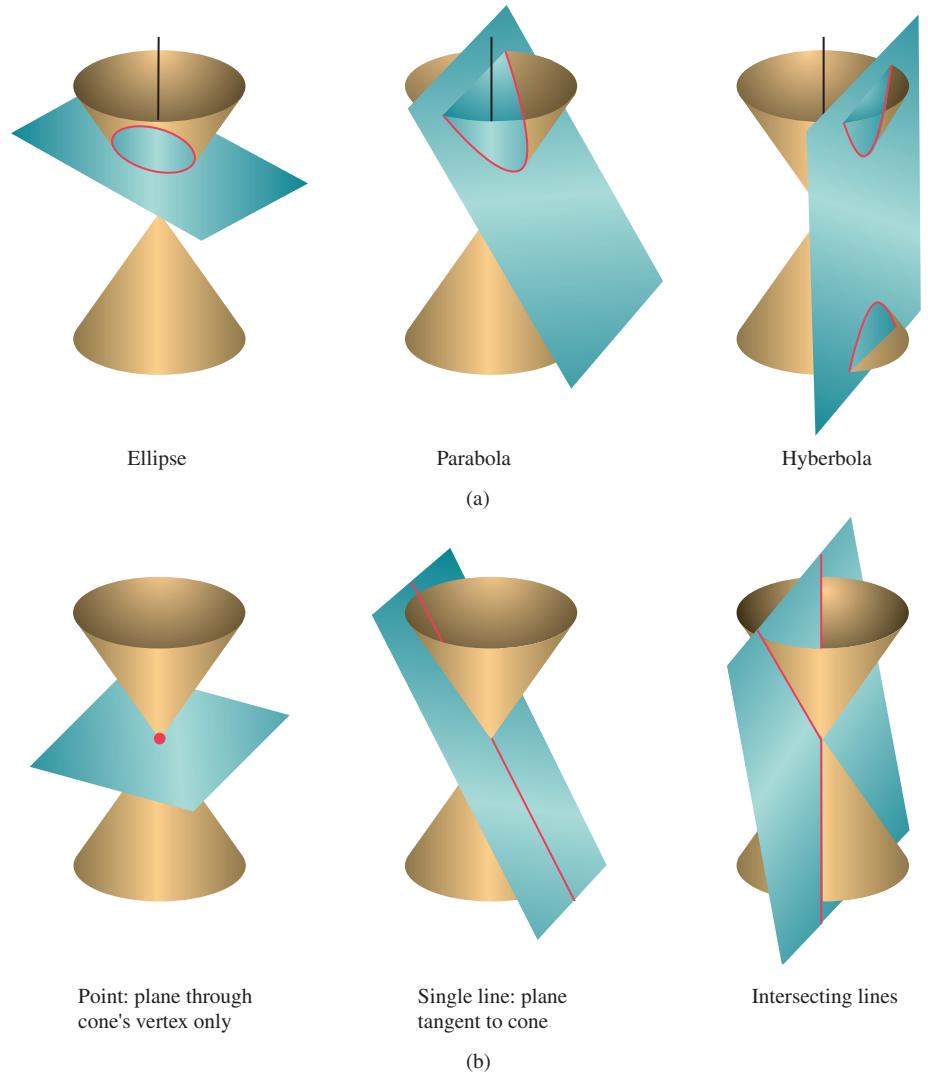 Ellipse
Parabola
Hyberbola
(a)
Point: plane through
cone's vertex only
Single line: plane
tangent to cone
Intersecting lines
(b)